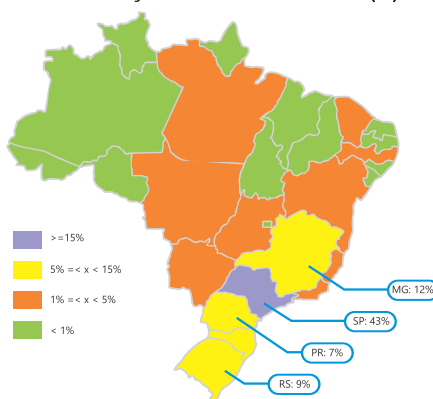 >=15%
5% =< x < 15%
1% =< x < 5%
< 1%
MG: 12%
SP: 43%
PR: 7%
RS: 9%